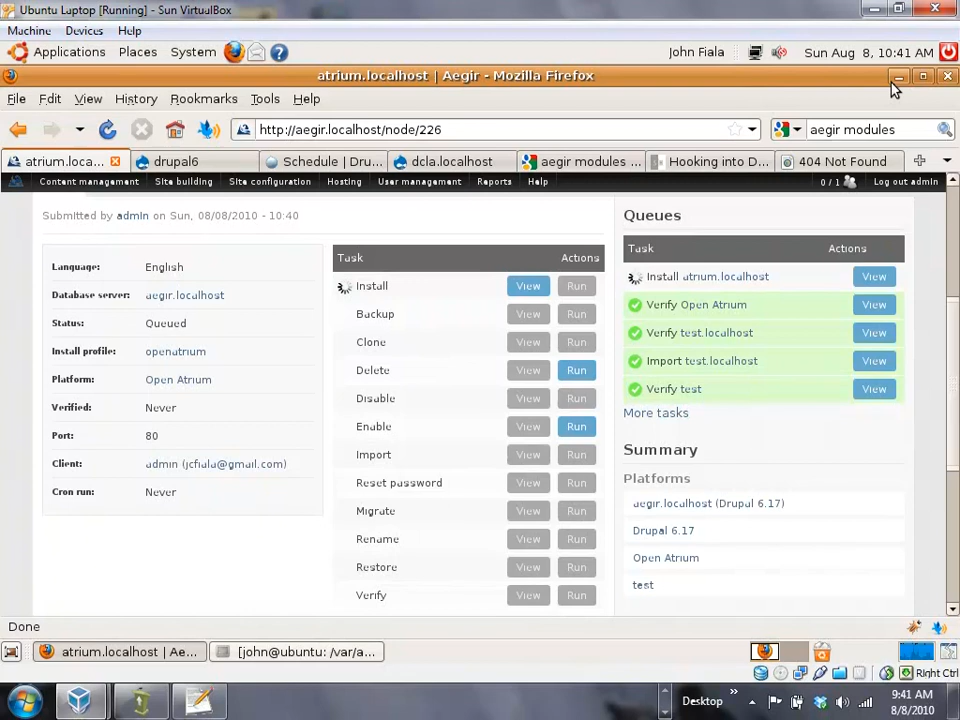 Ubuntu Luptop [Running] - Sun VirtualBox
Machine Devices Help
Applications Places System John Fiala Sun Aug 8, 10:41 AM
atrium.localhost | Aegir - Mozilla Firefox
File Edit View History Bookmarks Tools Help
http://aegir.localhost/node/226 aegir modules
atrium.loca... drupal6 Schedule | Dru... dcla.localhost aegir modules ... Hooking into D... 404 Not Found
Content management Site building Site configuration Hosting User management Reports Help 0 / 1 Log out admin
Submitted by admin on Sun, 08/08/2010 - 10:40
Language: English
Database server: aegir.localhost
Status: Queued
Install profile: openatrium
Platform: Open Atrium
Verified: Never
Port: 80
Client: admin (jcfiala@gmail.com)
Cron run: Never
Task Actions
Install View Run
Backup View Run
Clone View Run
Delete View Run
Disable View Run
Enable View Run
Import View Run
Reset password View Run
Migrate View Run
Rename View Run
Restore View Run
Verify View Run
Queues
Task Actions
Install atrium.localhost View
Verify Open Atrium View
Verify test.localhost View
Import test.localhost View
Verify test View
More tasks
Summary
Platforms
aegir.localhost (Drupal 6.17)
Drupal 6.17
Open Atrium
test
Done
atrium.localhost | Ae... [john@ubuntu: /var/a...
Right Ctrl
Desktop 9:41 AM
8/8/2010